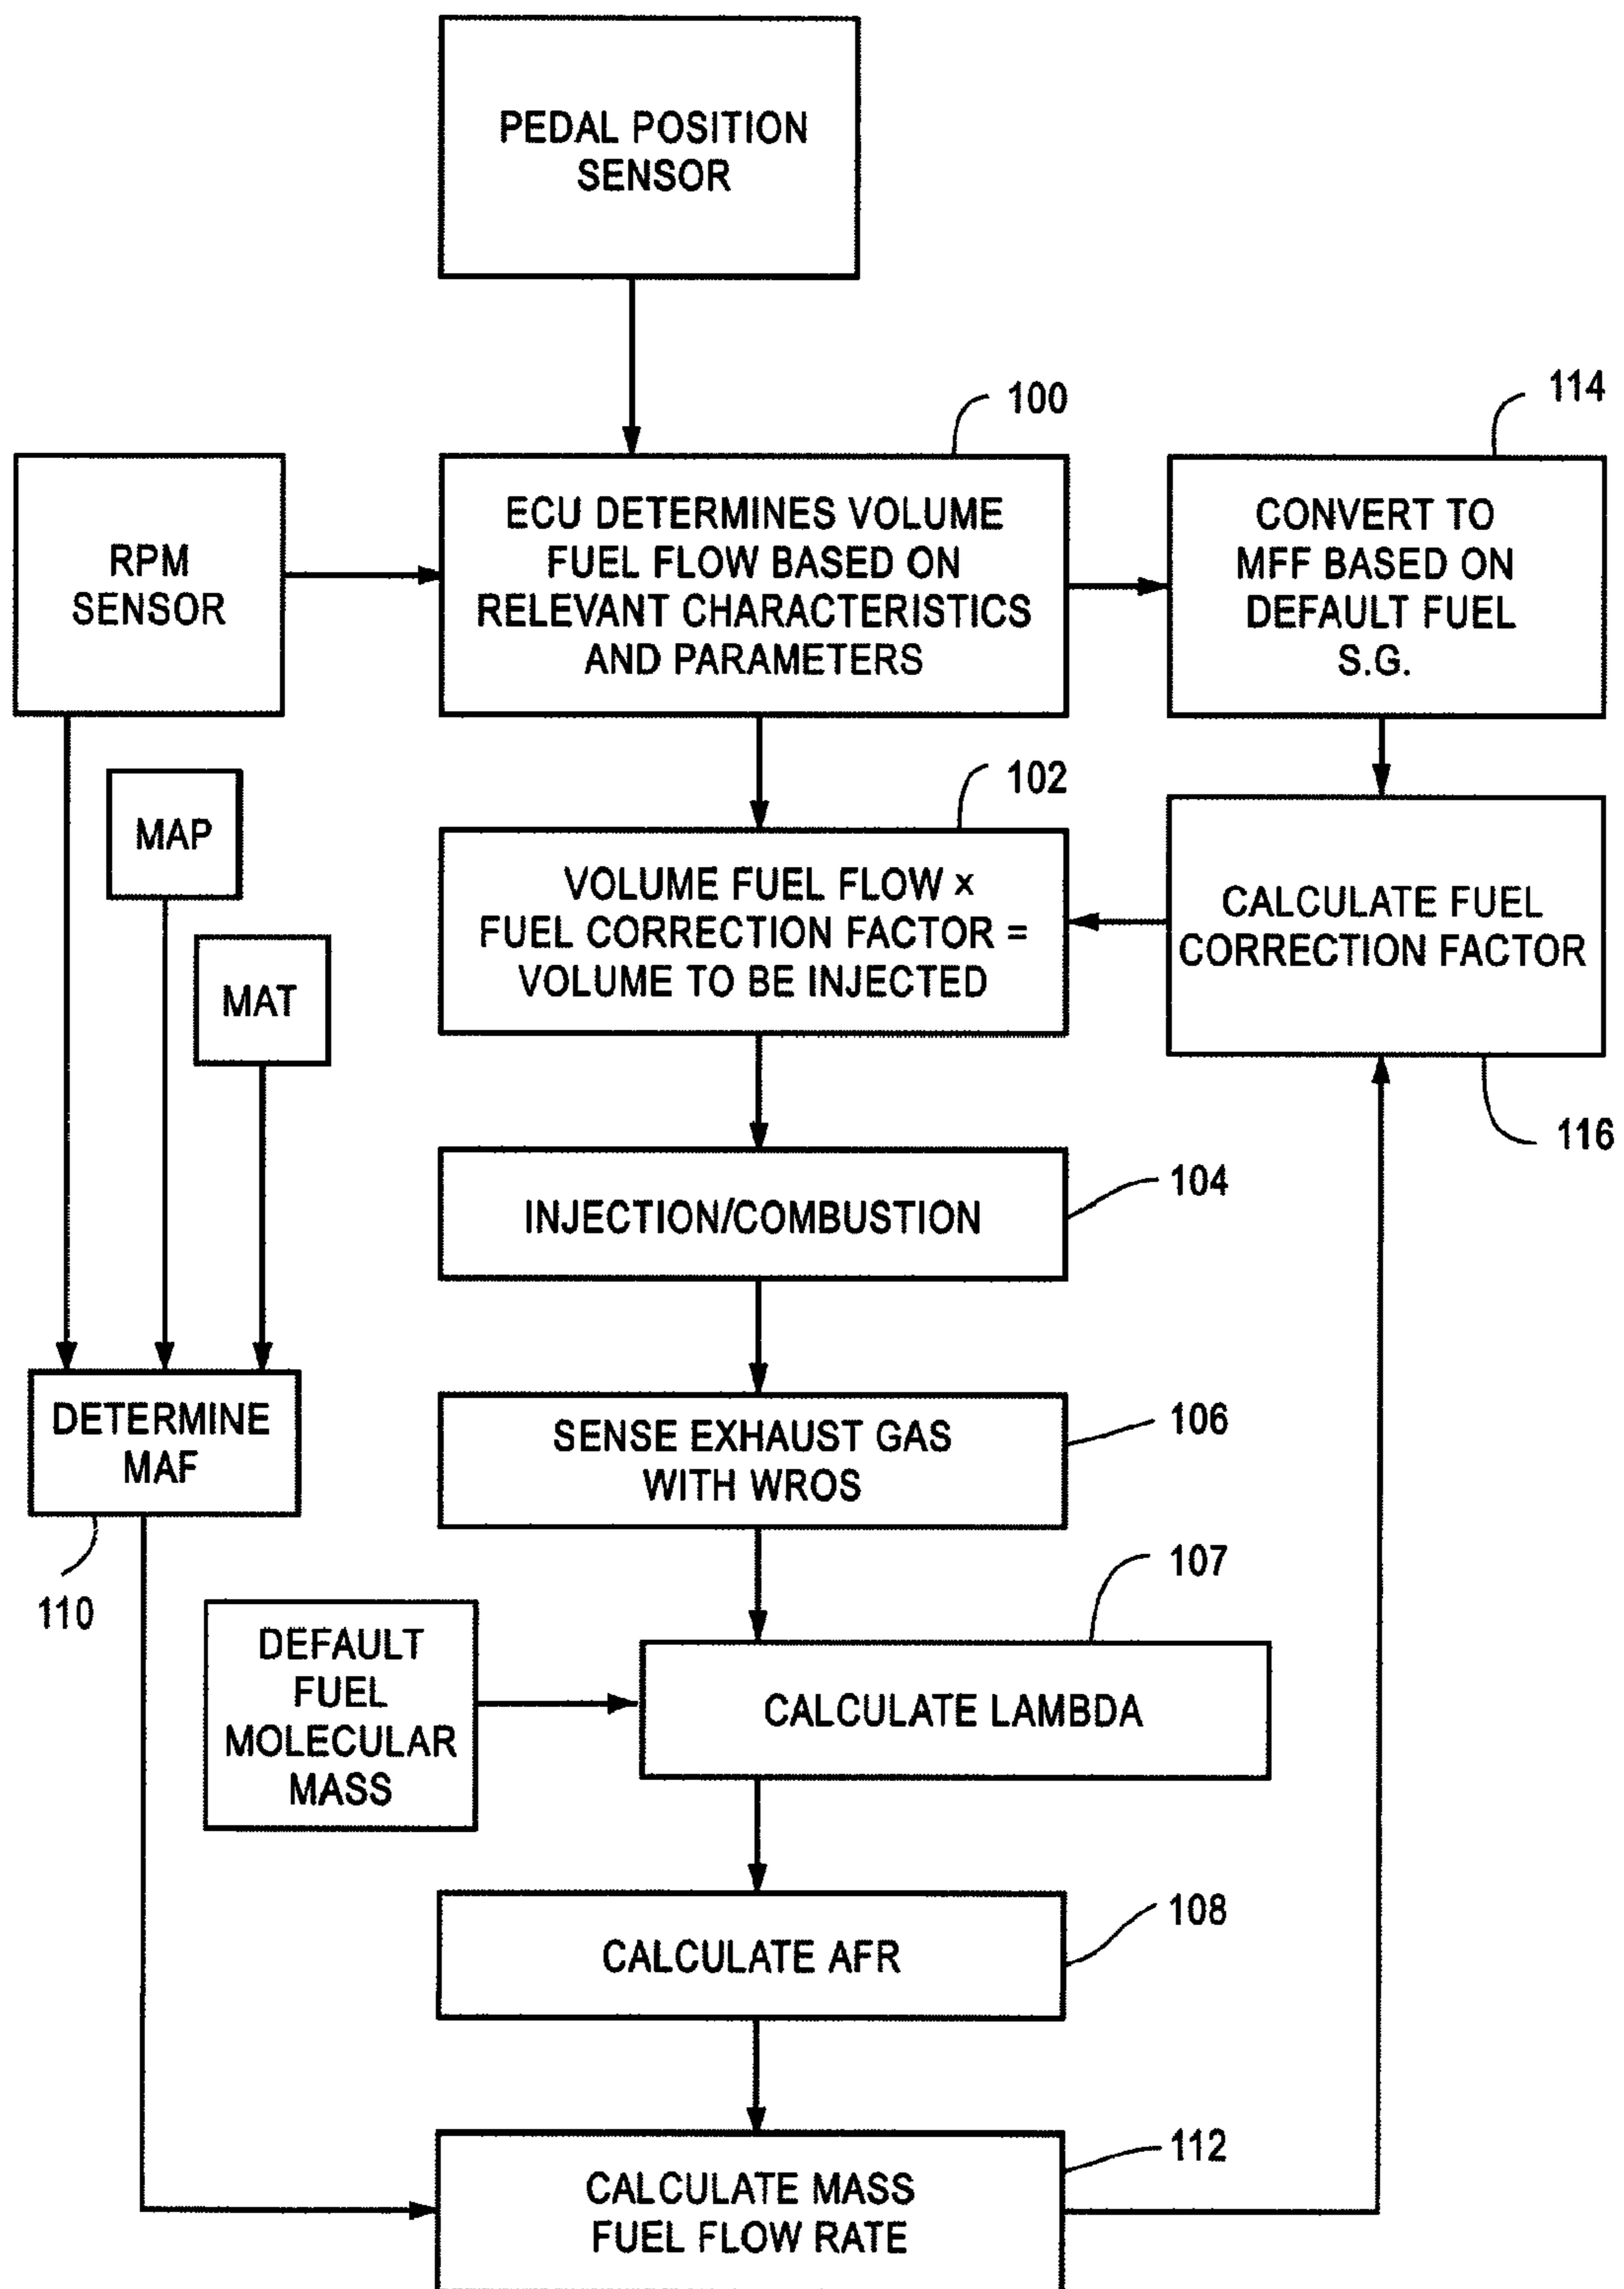 PEDAL POSITION
SENSOR
100
114
RPM
SENSOR
ECU DETERMINES VOLUME
FUEL FLOW BASED ON
RELEVANT CHARACTERISTICS
AND PARAMETERS
CONVERT TO
MFF BASED ON
DEFAULT FUEL
S.G.
102
MAP
VOLUME FUEL FLOW x
FUEL CORRECTION FACTOR =
VOLUME TO BE INJECTED
CALCULATE FUEL
CORRECTION FACTOR
MAT
116
INJECTION/COMBUSTION
104
DETERMINE
MAF
SENSE EXHAUST GAS
WITH WROS
106
107
110
DEFAULT
FUEL
MOLECULAR
MASS
CALCULATE LAMBDA
108
CALCULATE AFR
112
CALCULATE MASS
FUEL FLOW RATE